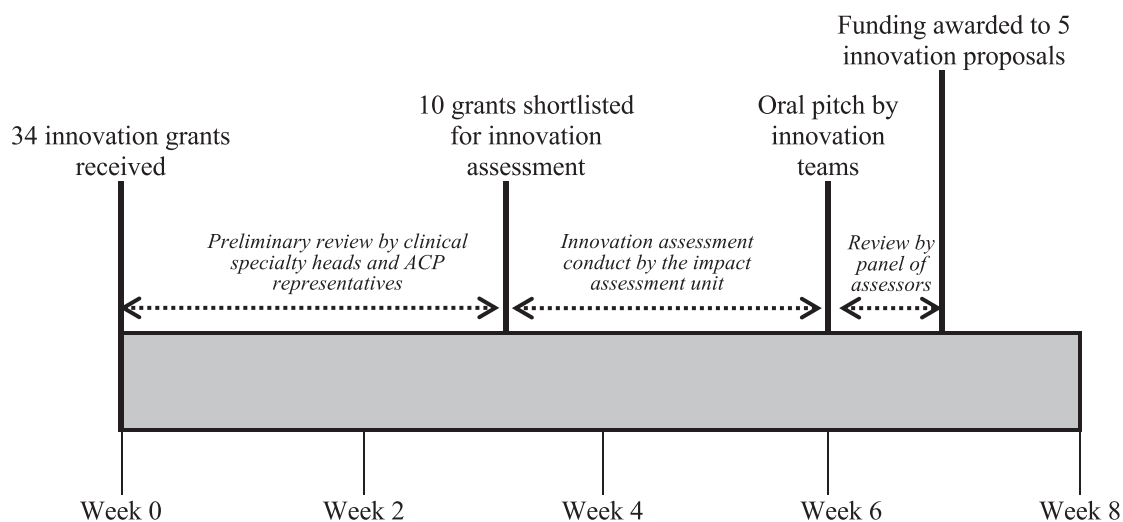 Funding awarded to 5
innovation proposals
10 grants shortlisted
for innovation
assessment
Oral pitch by
innovation
teams
34 innovation grants
received
Preliminary review by clinical
specialty heads and ACP
representatives
Innovation assessment
conduct by the impact
assessment unit
Review by
panel of
assessors
Week 0
Week 2
Week 4
Week 6
Week 8